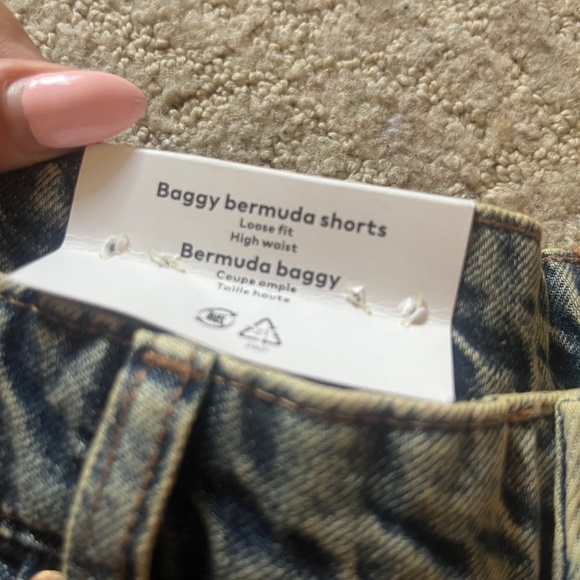 Baggy bermuda shorts
Loose fit
High waist
Bermuda baggy
Coupe ample
Taille haute